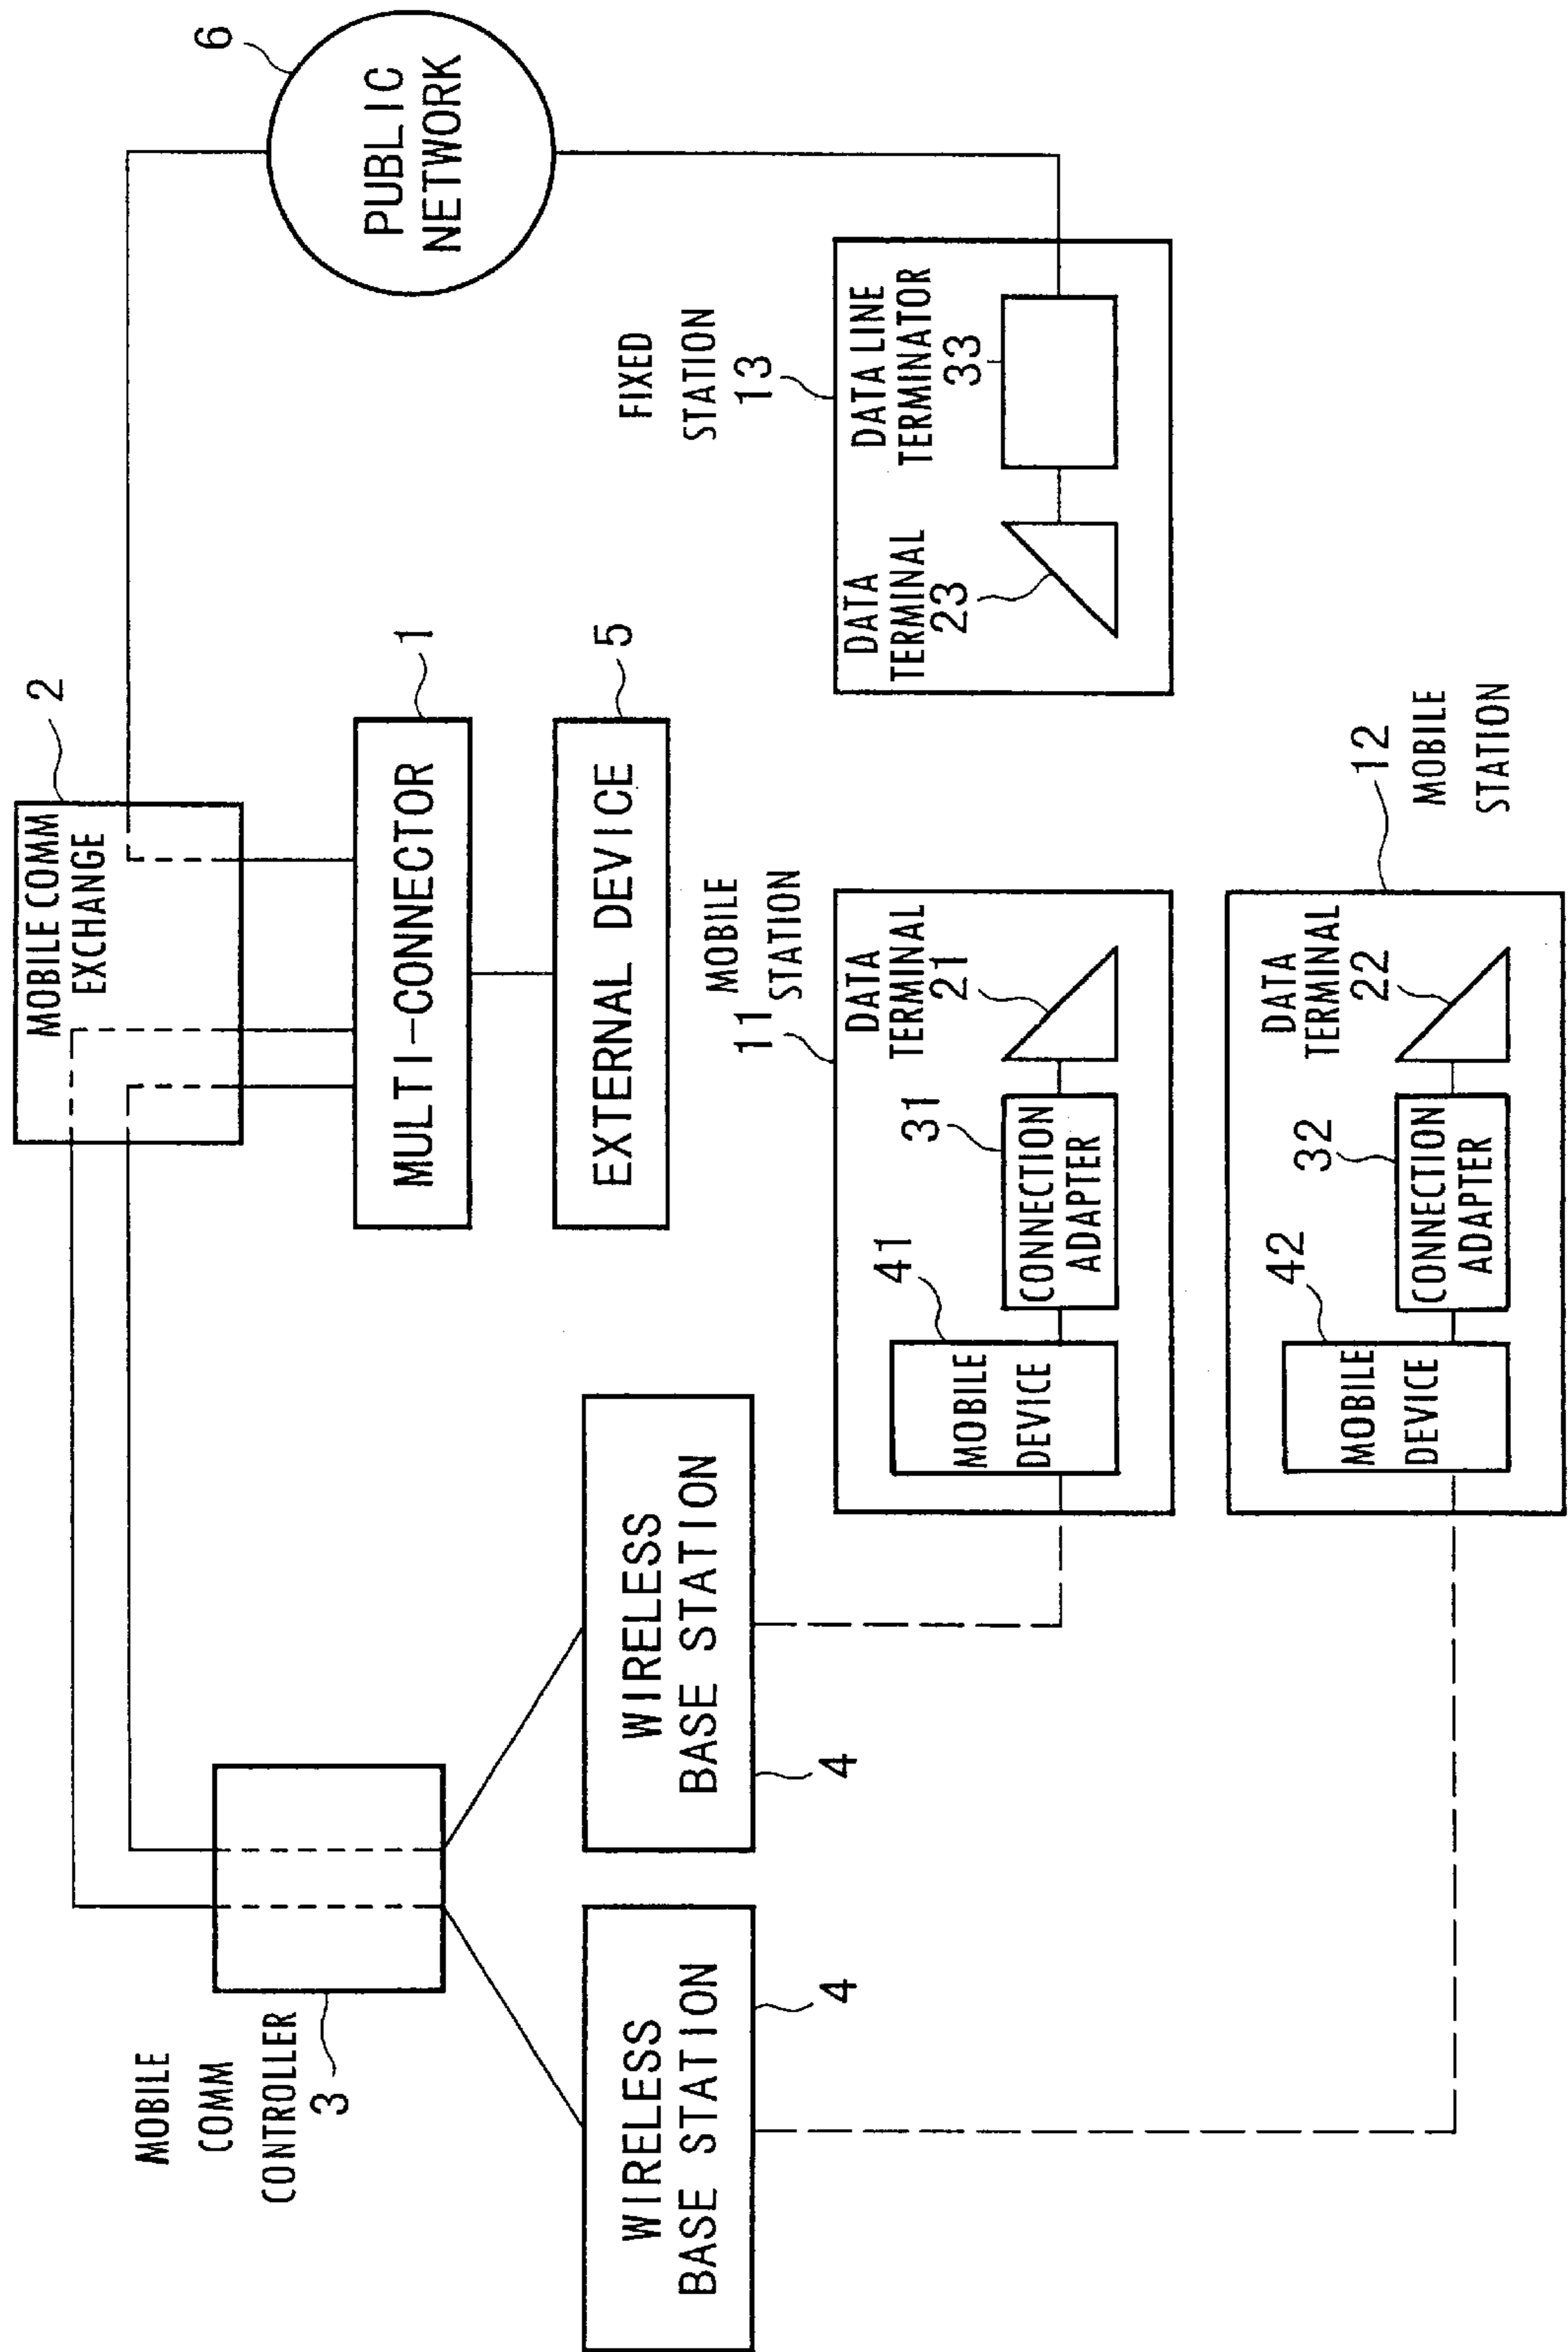 MOBILE
COMM
CONTROLLER
3
MOBILE COMM
EXCHANGE
2
6
PUBLIC
NETWORK
MULTI-CONNECTOR
1
EXTERNAL DEVICE
5
WIRELESS
BASE STATION
4
WIRELESS
BASE STATION
4
MOBILE
STATION
11
MOBILE
DEVICE
41
CONNECTION
ADAPTER
31
DATA
TERMINAL
21
FIXED
STATION
13
DATA
TERMINAL
23
DATA LINE
TERMINATOR
33
MOBILE
DEVICE
42
CONNECTION
ADAPTER
32
DATA
TERMINAL
22
12
MOBILE
STATION